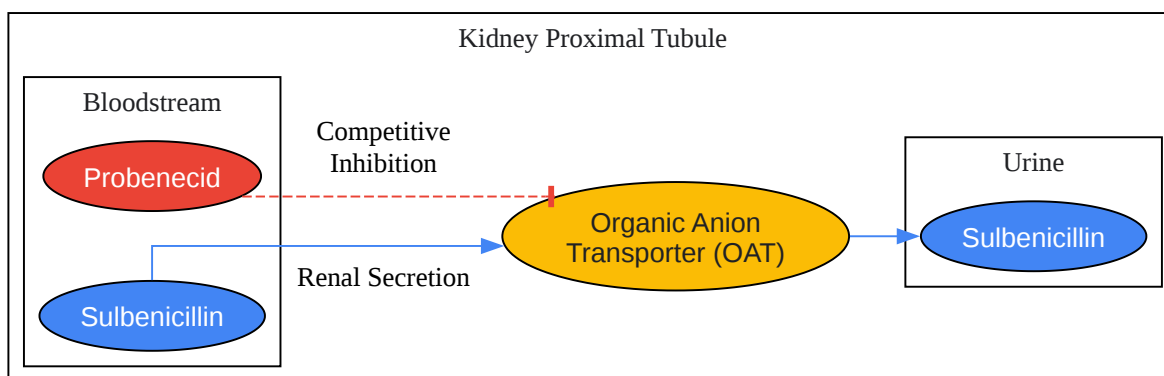 Kidney Proximal Tubule
Bloodstream
Probenecid
Sulbenicillin
Competitive
Inhibition
Renal Secretion
Organic Anion
Transporter (OAT)
Urine
Sulbenicillin